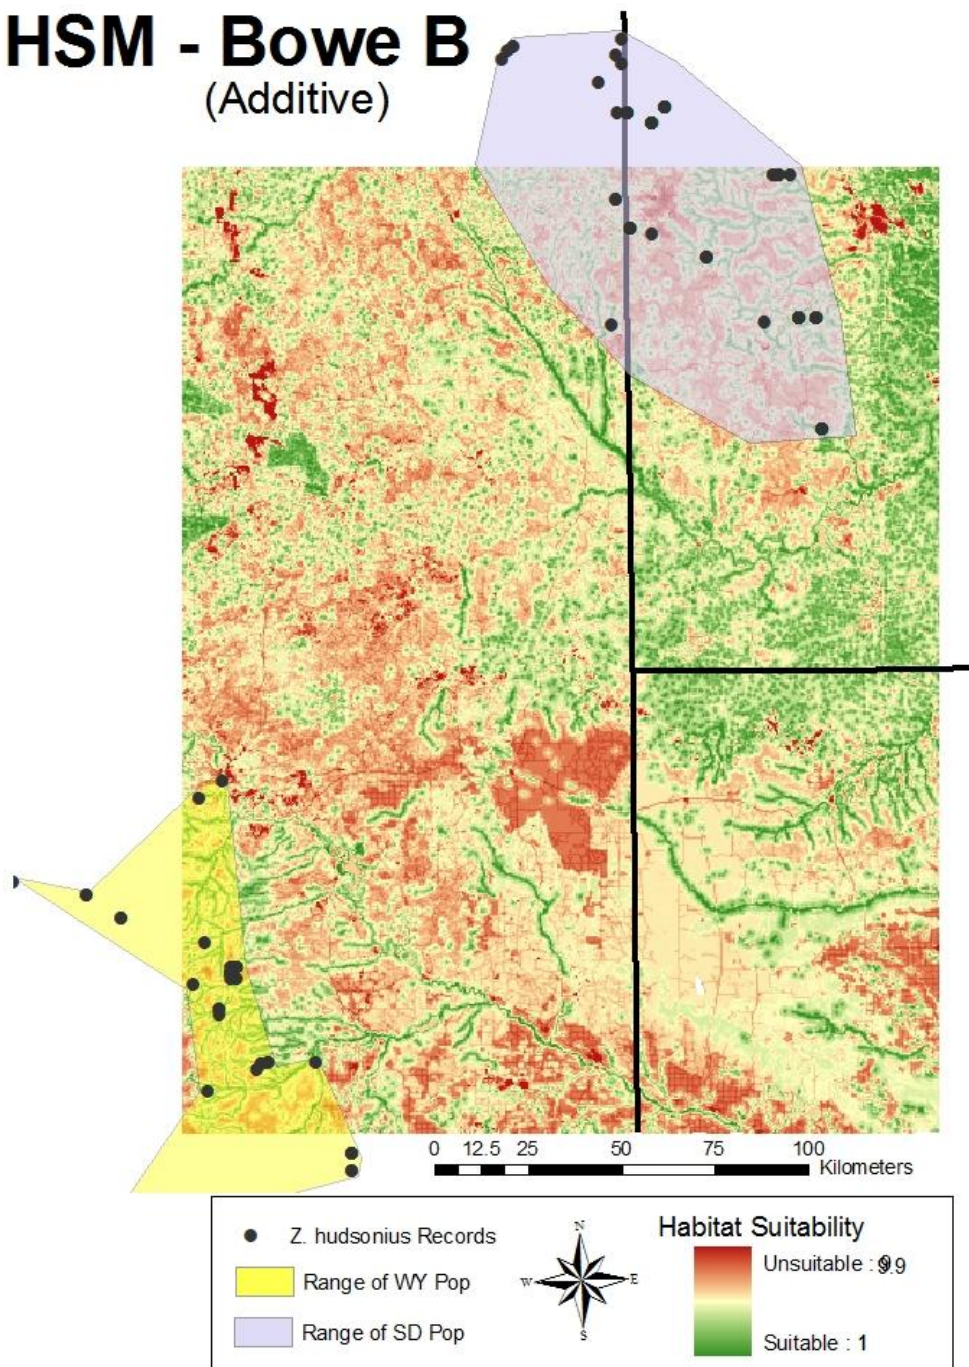 HSM - Bowe B
(Additive)
0 12.5 25 50 75 100
Kilometers
Z. hudsonius Records
Range of WY Pop
Range of SD Pop
N
W E
S
Habitat Suitability
Unsuitable :
Suitable : 1